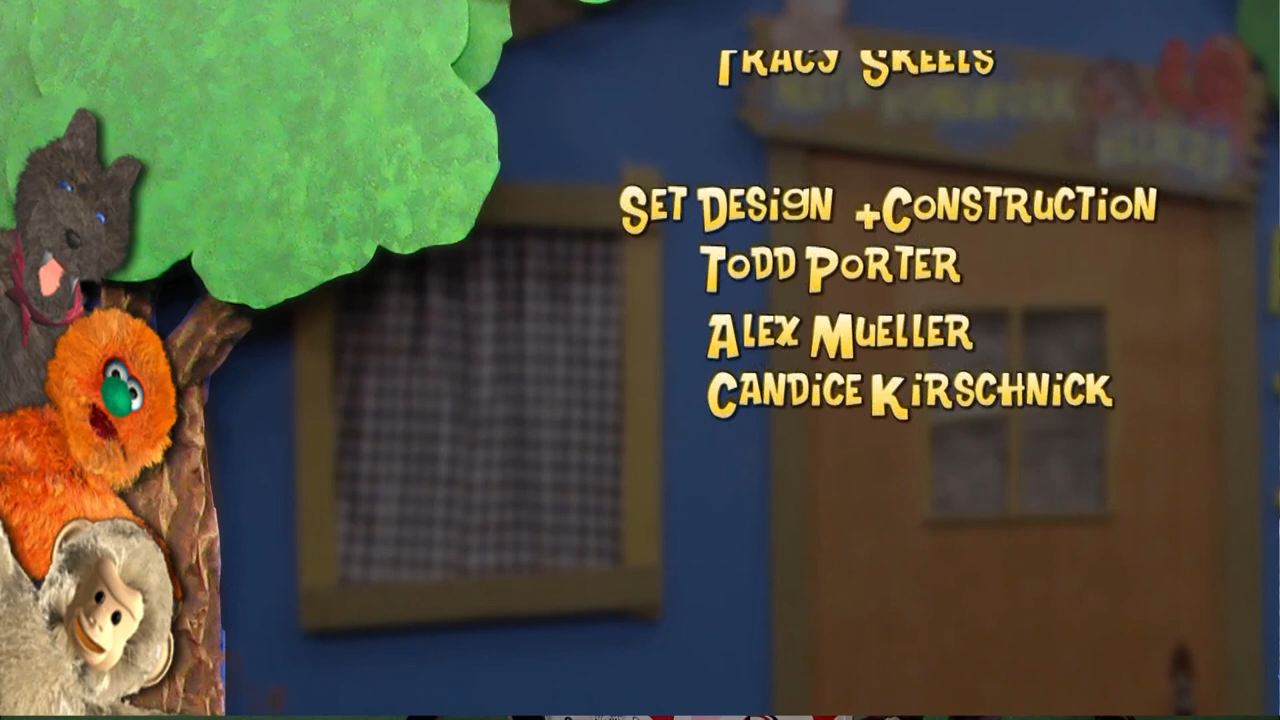 Tracy Skeels
Set Design +Construction
Todd Porter
Alex Mueller
Candice Kirschnick